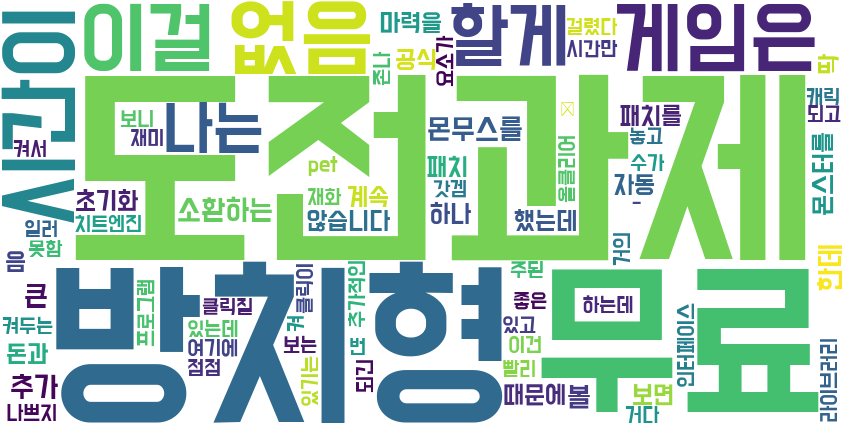 시간이
이걸
없음
마력을
할게
걸렸다
시간만
게임은
딱
존나
공식
요소가
도전과제
보니
재미
나는
켜서
몬무스를
패치를
캐릭
되고
pet
패치
갓겜
올클리어
놓고
수가
몬스터를
초기화
치트엔진
소환하는
재화
계속
않습니다
하나
했는데
자동
-
일러
못함
음
거의
한데
방치형
무료
큰
프로그램
클릭질
켜
클릭이
추가적인
주된
좋은
하는데
켜두는
있는데
여기에
점점
보는
번
있고
이건
인터페이스
돈과
추가
나쁘지
있기는
되긴
빨리
때문에
볼
보면
거다
라이브러리